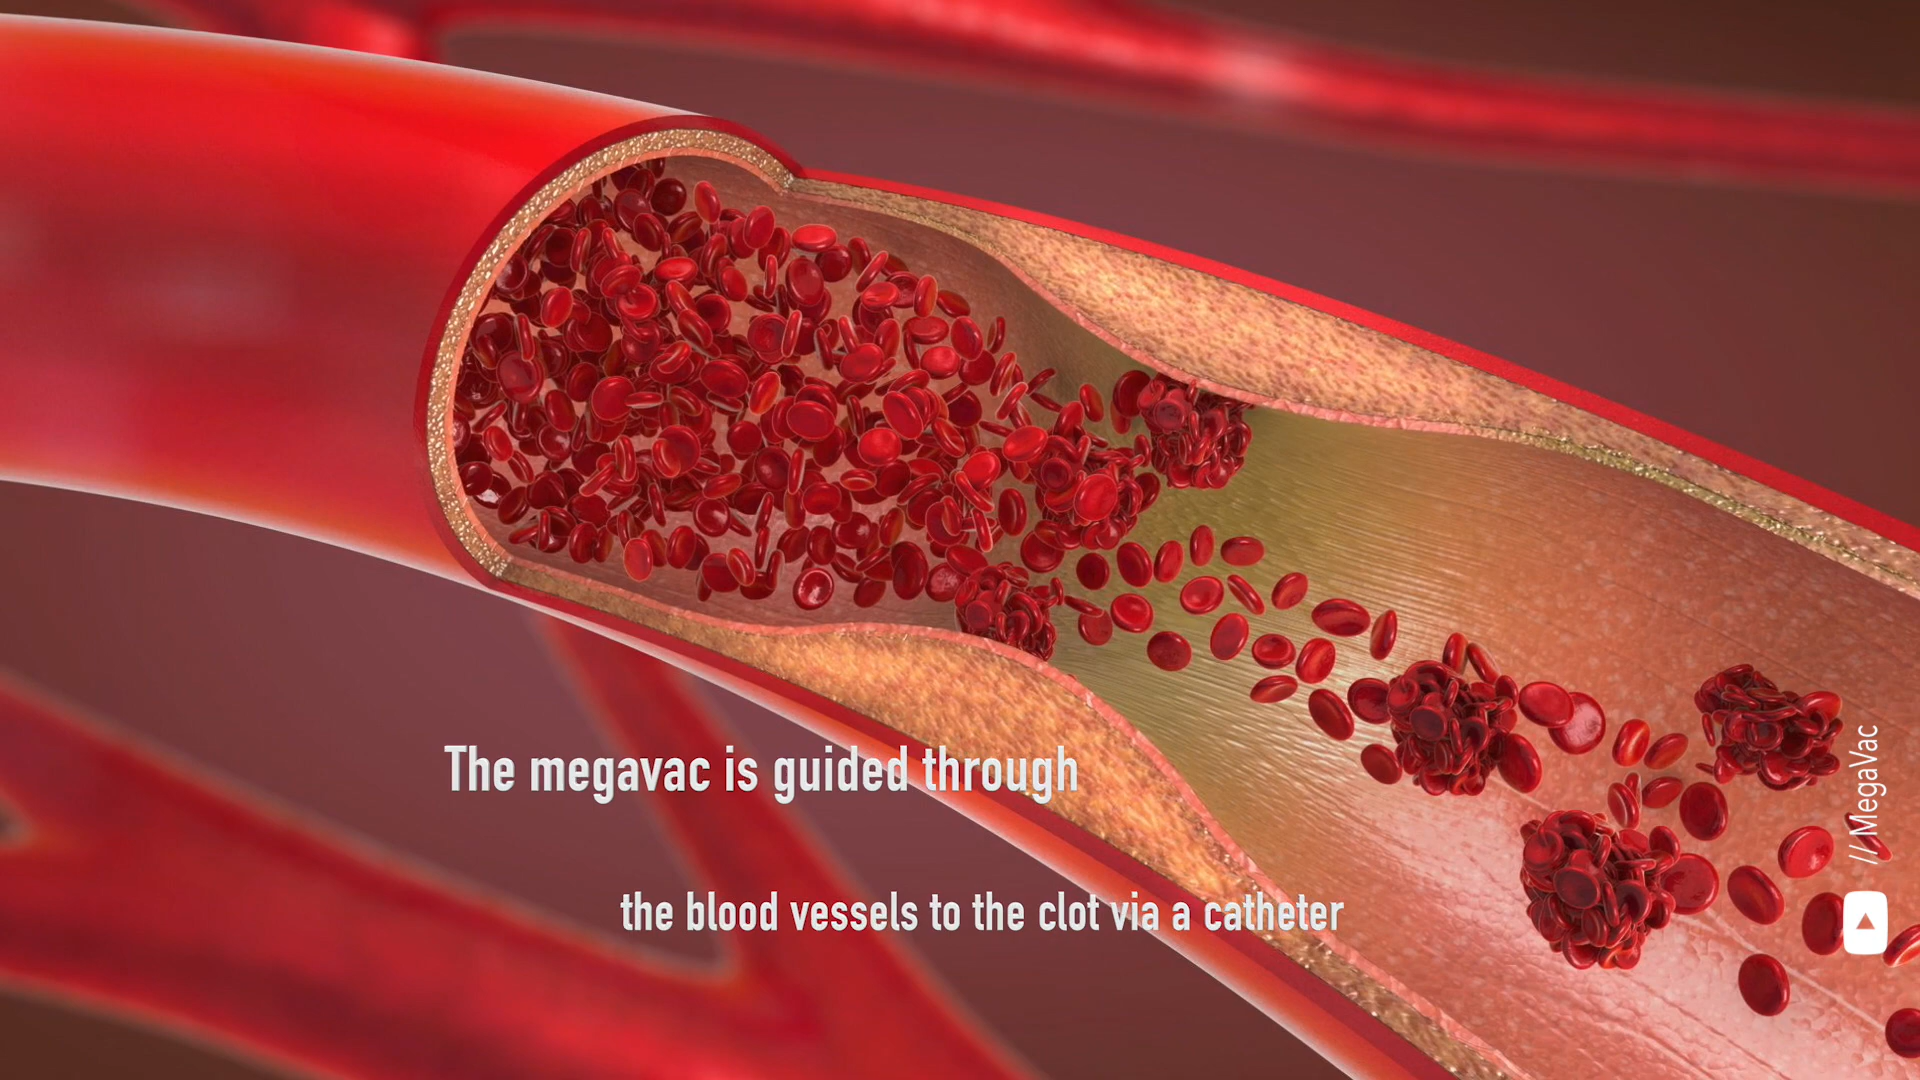 The megavac is guided through
the blood vessels to the clot via a catheter
//MegaVac